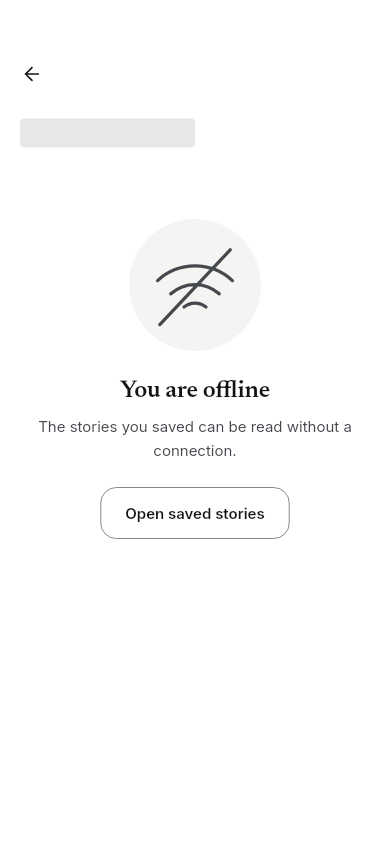 You are offline
The stories you saved can be read without a
connection.
Open saved stories